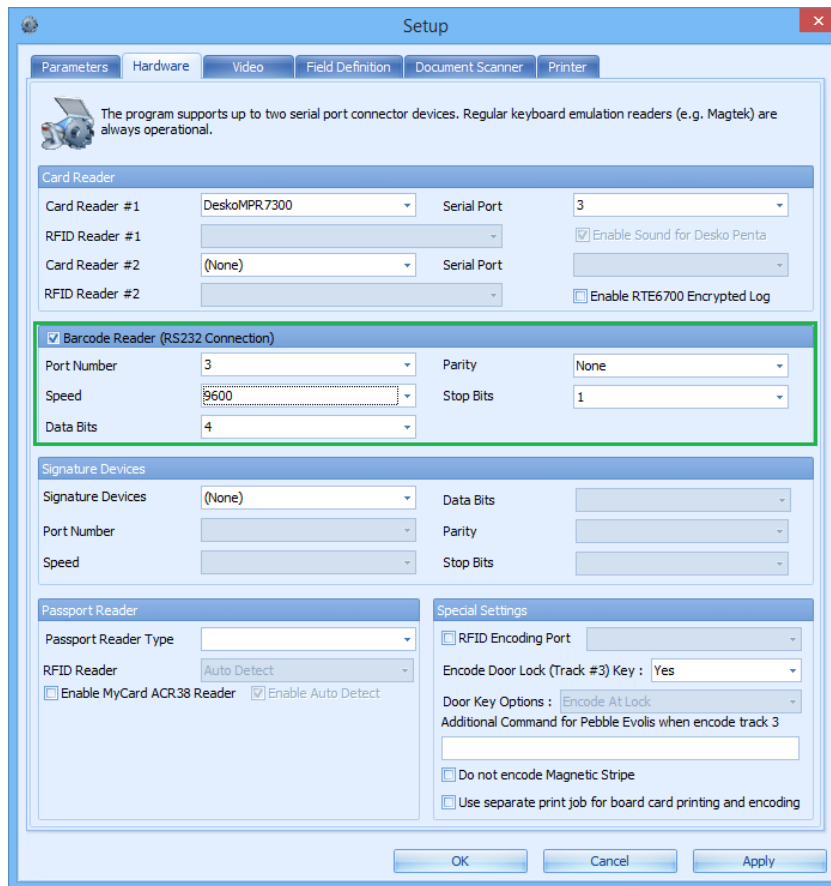 Setup
Parameters Hardware Video Field Definition Document Scanner Printer
The program supports up to two serial port connector devices. Regular keyboard emulation readers (e.g. Magtek) are
always operational.
Card Reader
Card Reader #1 DeskoMPR7300 Serial Port 3
RFID Reader #1 Enable Sound for Desko Penta
Card Reader #2 (None) Serial Port
RFID Reader #2 Enable RTE6700 Encrypted Log
Barcode Reader (RS232 Connection)
Port Number 3 Parity None
Speed 9600 Stop Bits 1
Data Bits 4
Signature Devices
Signature Devices (None) Data Bits
Port Number Parity
Speed Stop Bits
Passport Reader
Passport Reader Type
RFID Reader Auto Detect
Enable MyCard ACR38 Reader Enable Auto Detect
Special Settings
RFID Encoding Port
Encode Door Lock (Track #3) Key : Yes
Door Key Options : Encode At Lock
Additional Command for Pebble Evolis when encode track 3
Do not encode Magnetic Stripe
Use separate print job for board card printing and encoding
OK Cancel Apply